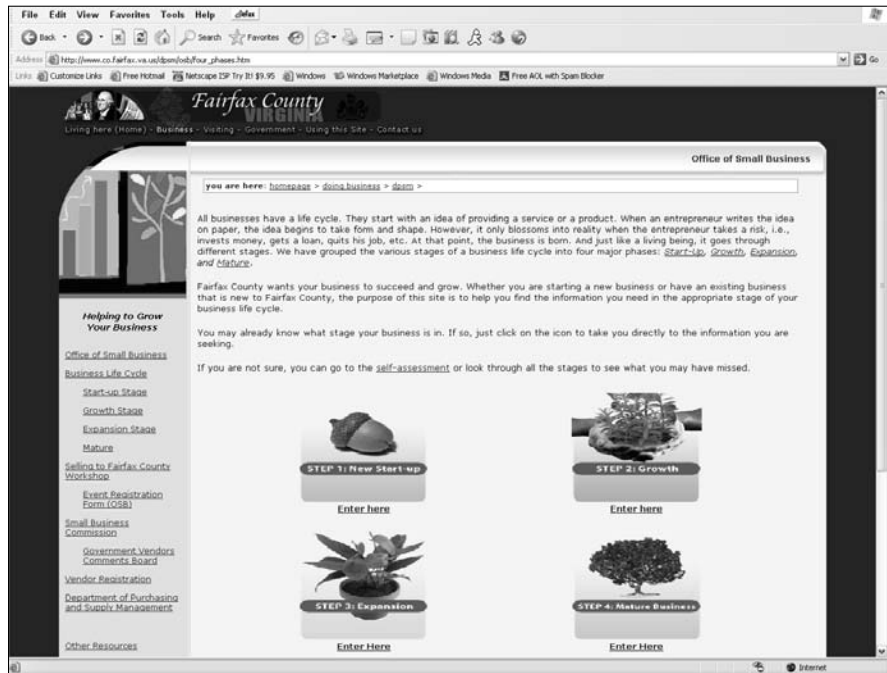 File Edit View Favorites Tools Help
Back Search Favorites
Address http://www.co.fairfax.va.us/dpsm/osb/four_phases.htm Go
Links Customize Links Free Hotmail Netscape ISP Try It! $9.95 Windows Windows Marketplace Windows Media Free AOL with Spam Blocker
Fairfax County
VIRGINIA
Living here (Home) - Business - Visiting - Government - Using this Site - Contact us
Office of Small Business
you are here: homepage > doing business > dpsm >
All businesses have a life cycle. They start with an idea of providing a service or a product. When an entrepreneur writes the idea
on paper, the idea begins to take form and shape. However, it only blossoms into reality when the entrepreneur takes a risk, i.e.,
invests money, gets a loan, quits his job, etc. At that point, the business is born. And just like a living being, it goes through
different stages. We have grouped the various stages of a business life cycle into four major phases: Start-Up, Growth, Expansion,
and Mature.
Fairfax County wants your business to succeed and grow. Whether you are starting a new business or have an existing business
that is new to Fairfax County, the purpose of this site is to help you find the information you need in the appropriate stage of your
business life cycle.
You may already know what stage your business is in. If so, just click on the icon to take you directly to the information you are
seeking.
If you are not sure, you can go to the self-assessment or look through all the stages to see what you may have missed.
Helping to Grow
Your Business
Office of Small Business
Business Life Cycle
Start-up Stage
Growth Stage
Expansion Stage
Mature
Selling to Fairfax County
Workshop
Event Registration
Form (OSB)
Small Business
Commission
Government Vendors
Comments Board
Vendor Registration
Department of Purchasing
and Supply Management
Other Resources
STEP 1: New Start-up
Enter here
STEP 2: Growth
Enter here
STEP 3: Expansion
Enter Here
STEP 4: Mature Business
Enter Here
Internet